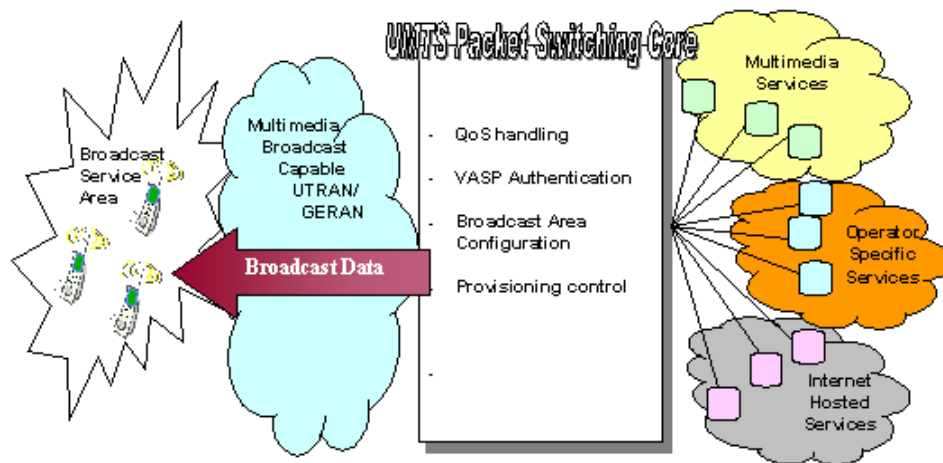 UMTS Packet Switching Core
Broadcast
Service
Area
Multimedia
Broadcast
Capable
UTRAN/
GERAN
Broadcast Data
- QoS handling
- VASP Authentication
- Broadcast Area
Configuration
- Provisioning control
-
Multimedia
Services
Operator
Specific
Services
Internet
Hosted
Services